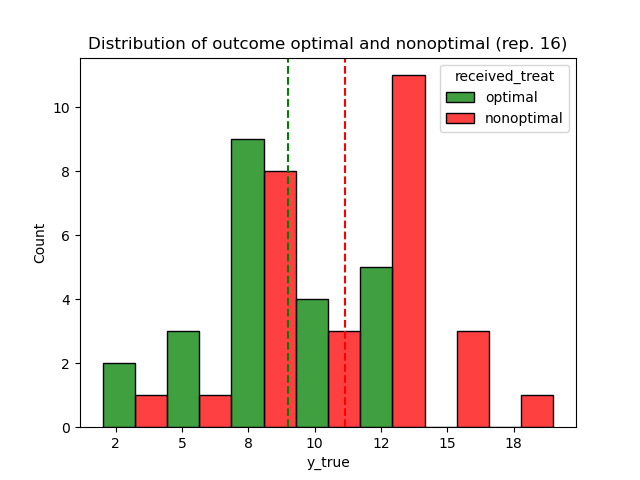 Distribution of outcome optimal and nonoptimal (rep. 16)
received_treat
optimal
nonoptimal
Count
10
8
6
4
2
0
2 5 8 10 12 15 18
y_true